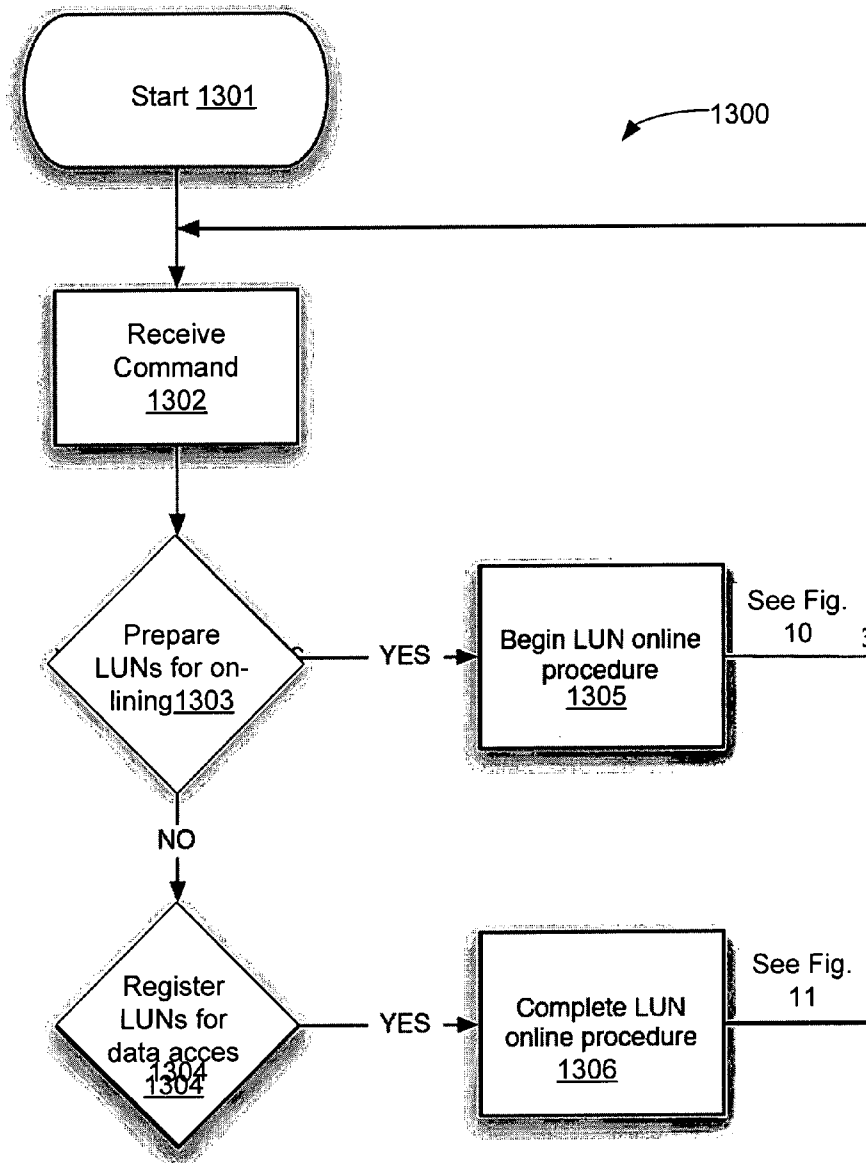 Start 1301
1300
Receive
Command
1302
Prepare
LUNs for on-
lining1303
YES
Begin LUN online
procedure
1305
See Fig.
10
3
NO
Register
LUNs for
data acces
1304
1304
YES
Complete LUN
online procedure
1306
See Fig.
11